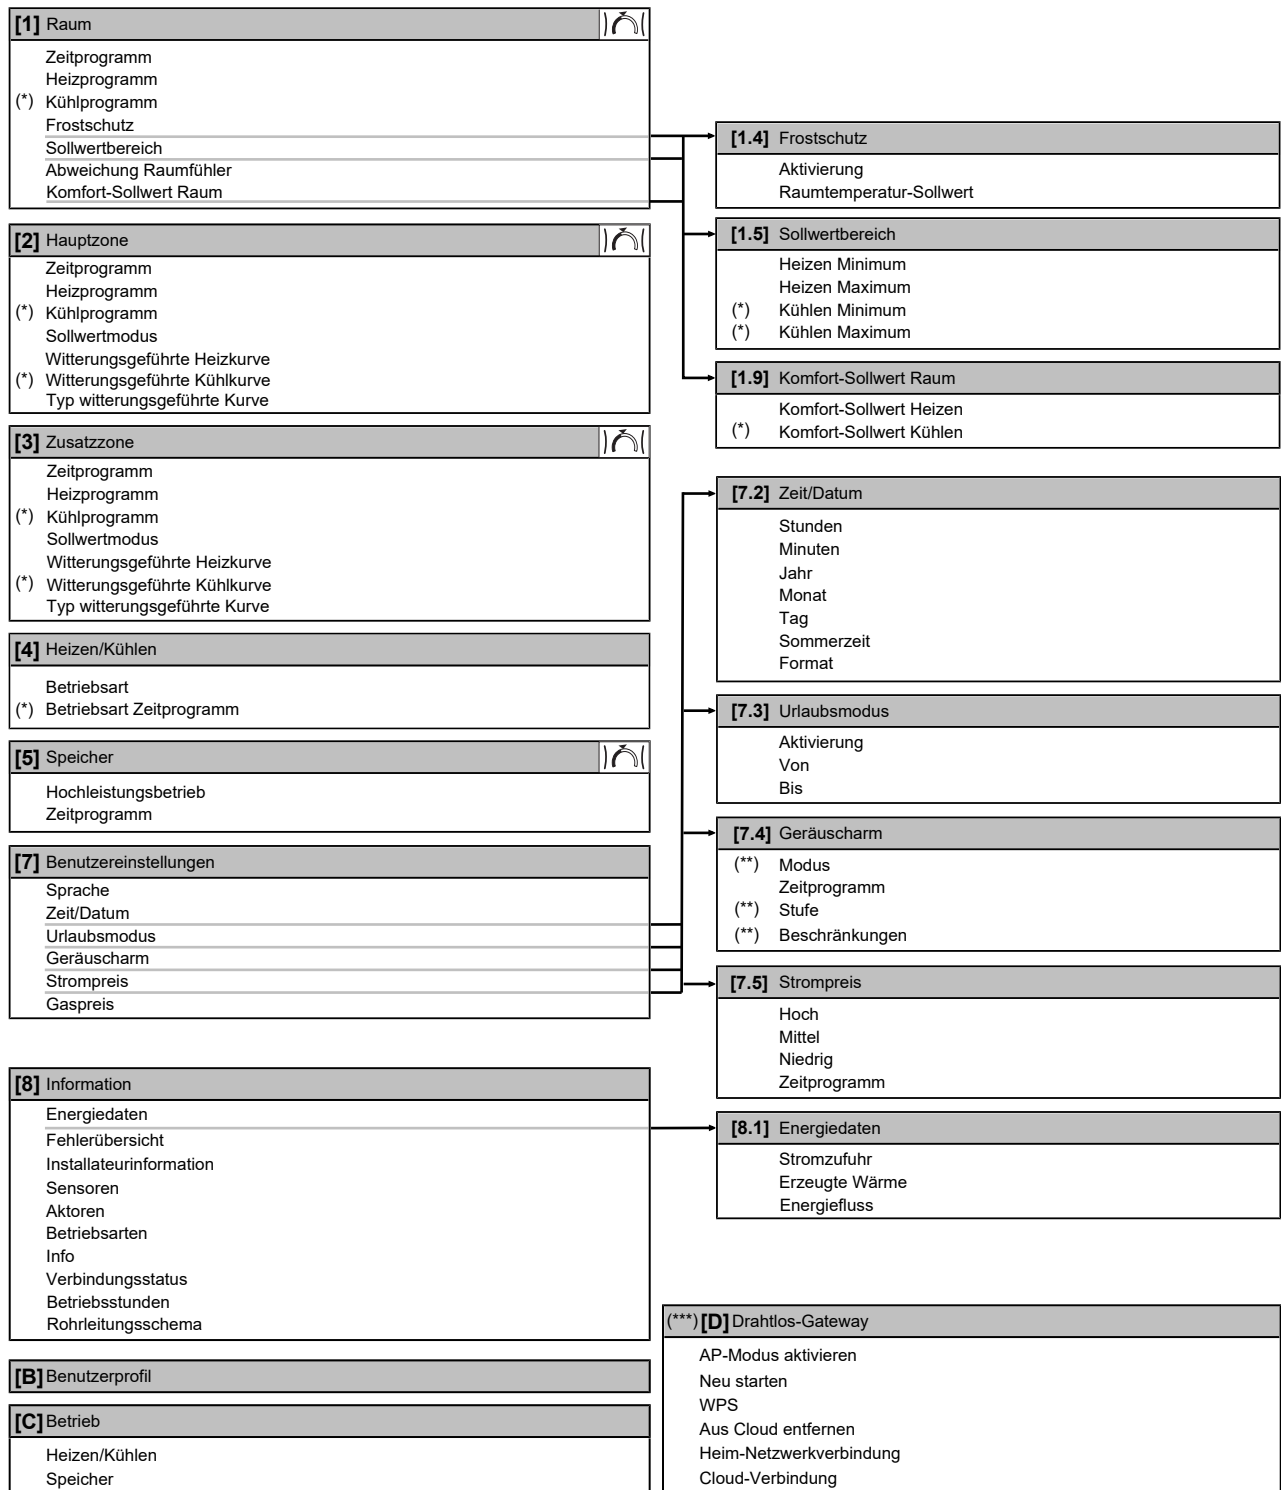 [1] Raum
Zeitprogramm
Heizprogramm
(*) Kühlprogramm
Frostschutz
Sollwertbereich
Abweichung Raumfühler
Komfort-Sollwert Raum
[2] Hauptzone
Zeitprogramm
Heizprogramm
(*) Kühlprogramm
Sollwertmodus
Witterungsgeführte Heizkurve
(*) Witterungsgeführte Kühlkurve
Typ witterungsgeführte Kurve
[3] Zusatzzone
Zeitprogramm
Heizprogramm
(*) Kühlprogramm
Sollwertmodus
Witterungsgeführte Heizkurve
(*) Witterungsgeführte Kühlkurve
Typ witterungsgeführte Kurve
[4] Heizen/Kühlen
Betriebsart
(*) Betriebsart Zeitprogramm
[5] Speicher
Hochleistungsbetrieb
Zeitprogramm
[7] Benutzereinstellungen
Sprache
Zeit/Datum
Urlaubsmodus
Geräuscharm
Strompreis
Gaspreis
[8] Information
Energiedaten
Fehlerübersicht
Installateurinformation
Sensoren
Aktoren
Betriebsarten
Info
Verbindungsstatus
Betriebsstunden
Rohrleitungsschema
[B] Benutzerprofil
[C] Betrieb
Heizen/Kühlen
Speicher
[1.4] Frostschutz
Aktivierung
Raumtemperatur-Sollwert
[1.5] Sollwertbereich
Heizen Minimum
Heizen Maximum
(*) Kühlen Minimum
(*) Kühlen Maximum
[1.9] Komfort-Sollwert Raum
Komfort-Sollwert Heizen
(*) Komfort-Sollwert Kühlen
[7.2] Zeit/Datum
Stunden
Minuten
Jahr
Monat
Tag
Sommerzeit
Format
[7.3] Urlaubsmodus
Aktivierung
Von
Bis
[7.4] Geräuscharm
(**) Modus
Zeitprogramm
(**) Stufe
(**) Beschränkungen
[7.5] Strompreis
Hoch
Mittel
Niedrig
Zeitprogramm
[8.1] Energiedaten
Stromzufuhr
Erzeugte Wärme
Energiefluss
(***) [D] Drahtlos-Gateway
AP-Modus aktivieren
Neu starten
WPS
Aus Cloud entfernen
Heim-Netzwerkverbindung
Cloud-Verbindung